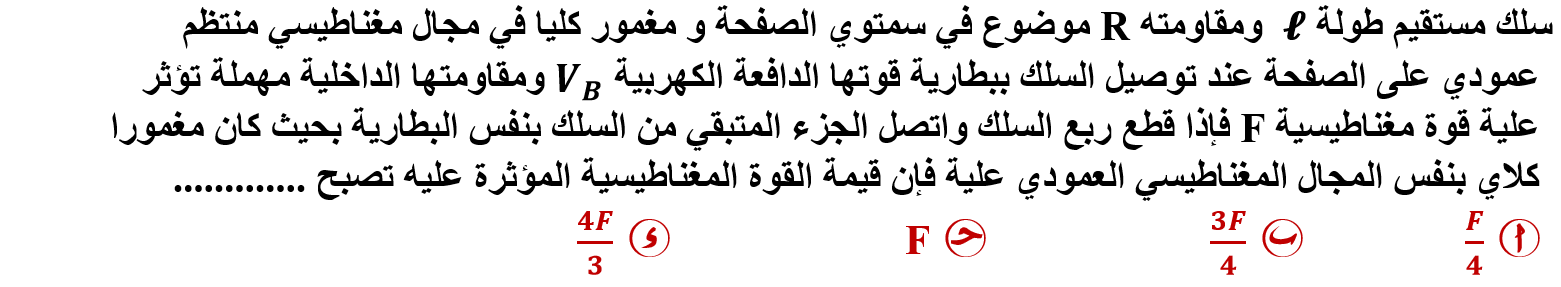 سلك مستقيم طولة ℓ ومقاومته R موضوع في سمتوي الصفحة و مغمور كليا في مجال مغناطيسي منتظم
عمودي على الصفحة عند توصيل السلك ببطارية قوتها الدافعة الكهربية V_B ومقاومتها الداخلية مهملة تؤثر
علية قوة مغناطيسية F فإذا قطع ربع السلك واتصل الجزء المتبقي من السلك بنفس البطارية بحيث كان مغمورا
كلاي بنفس المجال المغناطيسي العمودي علية فإن قيمة القوة المغناطيسية المؤثرة عليه تصبح .............
أ F/4 ب 3F/4 ح F و 4F/3